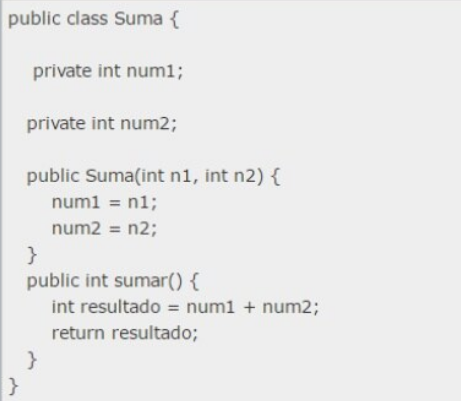 public class Suma {
private int num1;
private int num2;
public Suma(int n1, int n2) {
num1 = n1;
num2 = n2;
}
public int sumar() {
int resultado = num1 + num2;
return resultado;
}
}